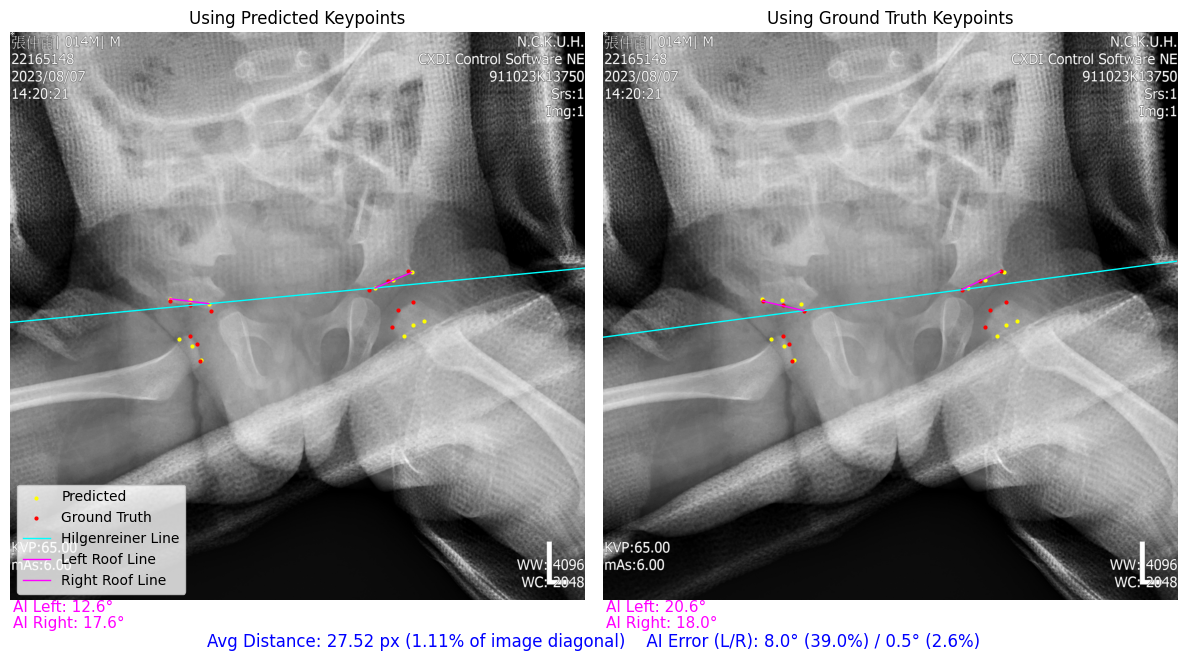 Using Predicted Keypoints
014M| M
22165148
2023/08/07
14:20:21
N.C.K.U.H.
CXDI Control Software NE
911023K13750
Srs:1
Img:1
Predicted
Ground Truth
Hilgenreiner Line
Left Roof Line
Right Roof Line
KVP:65.00
mAs:6.00
WW: 4096
WC: 2048
L
AI Left: 12.6°
AI Right: 17.6°
Using Ground Truth Keypoints
014M| M
22165148
2023/08/07
14:20:21
N.C.K.U.H.
CXDI Control Software NE
911023K13750
Srs:1
Img:1
KVP:65.00
mAs:6.00
WW: 4096
WC: 2048
L
AI Left: 20.6°
AI Right: 18.0°
Avg Distance: 27.52 px (1.11% of image diagonal) AI Error (L/R): 8.0° (39.0%) / 0.5° (2.6%)